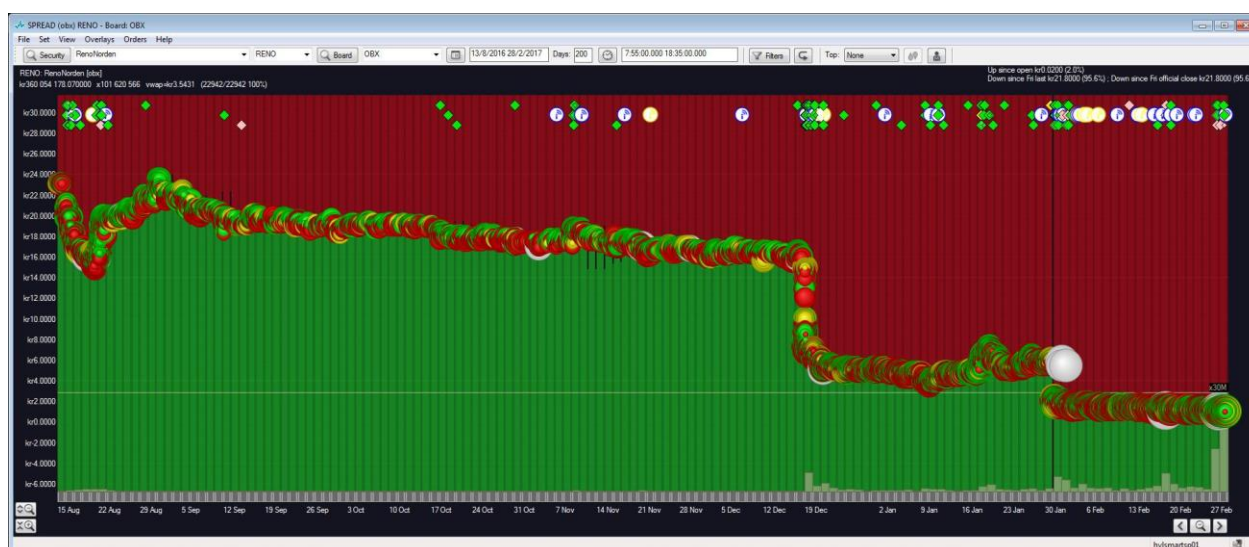 SPREAD (obx) RENO - Board: OBX
File Set View Overlays Orders Help
Security RenoNorden RENO Board OBX 13/8/2016 28/2/2017 Days: 200 7:55:00.000 18:35:00.000 Filters Top: None
RENO: RenoNorden [obx]
kr360 054 178.070000 x101 620 566 vwap=kr3.5431 (22942/22942 100%)
Up since open kr0.0200 (2.0%)
Down since Fri last kr21.8000 (95.6%) ; Down since Fri official close kr21.8000 (95.6
kr30.0000
kr28.0000
kr26.0000
kr24.0000
kr22.0000
kr20.0000
kr18.0000
kr16.0000
kr14.0000
kr12.0000
kr10.0000
kr8.0000
kr6.0000
kr4.0000
x30M
kr2.0000
kr0.0000
kr-2.0000
kr-4.0000
kr-6.0000
15 Aug 22 Aug 29 Aug 5 Sep 12 Sep 19 Sep 26 Sep 3 Oct 10 Oct 17 Oct 24 Oct 31 Oct 7 Nov 14 Nov 21 Nov 28 Nov 5 Dec 12 Dec 19 Dec 2 Jan 9 Jan 16 Jan 23 Jan 30 Jan 6 Feb 13 Feb 20 Feb 27 Feb
hylsmartsp01